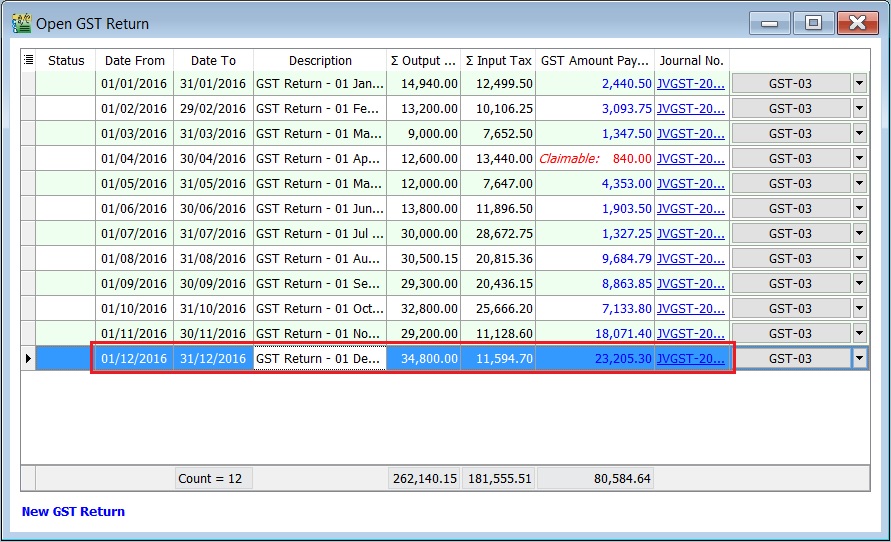 Open GST Return
Status Date From Date To Description Σ Output ... Σ Input Tax GST Amount Pay... Journal No.
01/01/2016 31/01/2016 GST Return - 01 Jan... 14,940.00 12,499.50 2,440.50 JVGST-20... GST-03
01/02/2016 29/02/2016 GST Return - 01 Fe... 13,200.00 10,106.25 3,093.75 JVGST-20... GST-03
01/03/2016 31/03/2016 GST Return - 01 Ma... 9,000.00 7,652.50 1,347.50 JVGST-20... GST-03
01/04/2016 30/04/2016 GST Return - 01 Ap... 12,600.00 13,440.00 Claimable: 840.00 JVGST-20... GST-03
01/05/2016 31/05/2016 GST Return - 01 Ma... 12,000.00 7,647.00 4,353.00 JVGST-20... GST-03
01/06/2016 30/06/2016 GST Return - 01 Jun... 13,800.00 11,896.50 1,903.50 JVGST-20... GST-03
01/07/2016 31/07/2016 GST Return - 01 Jul ... 30,000.00 28,672.75 1,327.25 JVGST-20... GST-03
01/08/2016 31/08/2016 GST Return - 01 Au... 30,500.15 20,815.36 9,684.79 JVGST-20... GST-03
01/09/2016 30/09/2016 GST Return - 01 Se... 29,300.00 20,436.15 8,863.85 JVGST-20... GST-03
01/10/2016 31/10/2016 GST Return - 01 Oct... 32,800.00 25,666.20 7,133.80 JVGST-20... GST-03
01/11/2016 30/11/2016 GST Return - 01 No... 29,200.00 11,128.60 18,071.40 JVGST-20... GST-03
01/12/2016 31/12/2016 GST Return - 01 De... 34,800.00 11,594.70 23,205.30 JVGST-20... GST-03
Count = 12 262,140.15 181,555.51 80,584.64
New GST Return